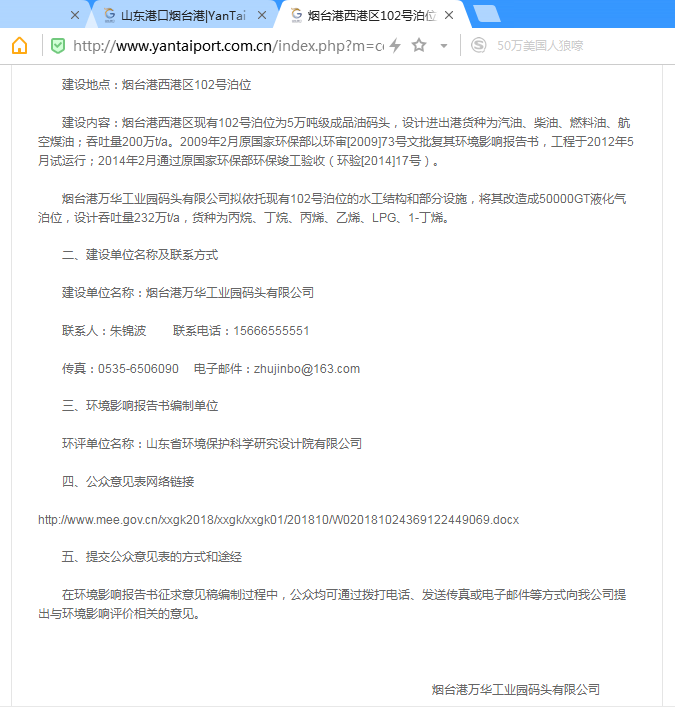 山东港口烟台港|YanTai
烟台港西港区102号泊位
http://www.yantaiport.com.cn/index.php?m=co
50万美国人狼嚎
建设地点：烟台港西港区102号泊位
建设内容：烟台港西港区现有102号泊位为5万吨级成品油码头，设计进出港货种为汽油、柴油、燃料油、航
空煤油；吞吐量200万t/a。2009年2月原国家环保部以环审[2009]73号文批复其环境影响报告书，工程于2012年5
月试运行；2014年2月通过原国家环保部环保竣工验收（环验[2014]17号）。
烟台港万华工业园码头有限公司拟依托现有102号泊位的水工结构和部分设施，将其改造成50000GT液化气
泊位，设计吞吐量232万t/a，货种为丙烷、丁烷、丙烯、乙烯、LPG、1-丁烯。
二、建设单位名称及联系方式
建设单位名称：烟台港万华工业园码头有限公司
联系人：朱锦波 联系电话：15666555551
传真：0535-6506090 电子邮件：zhujinbo@163.com
三、环境影响报告书编制单位
环评单位名称：山东省环境保护科学研究设计院有限公司
四、公众意见表网络链接
http://www.mee.gov.cn/xxgk2018/xxgk/xxgk01/201810/W020181024369122449069.docx
五、提交公众意见表的方式和途经
在环境影响报告书征求意见稿编制过程中，公众均可通过拨打电话、发送传真或电子邮件等方式向我公司提
出与环境影响评价相关的意见。
烟台港万华工业园码头有限公司